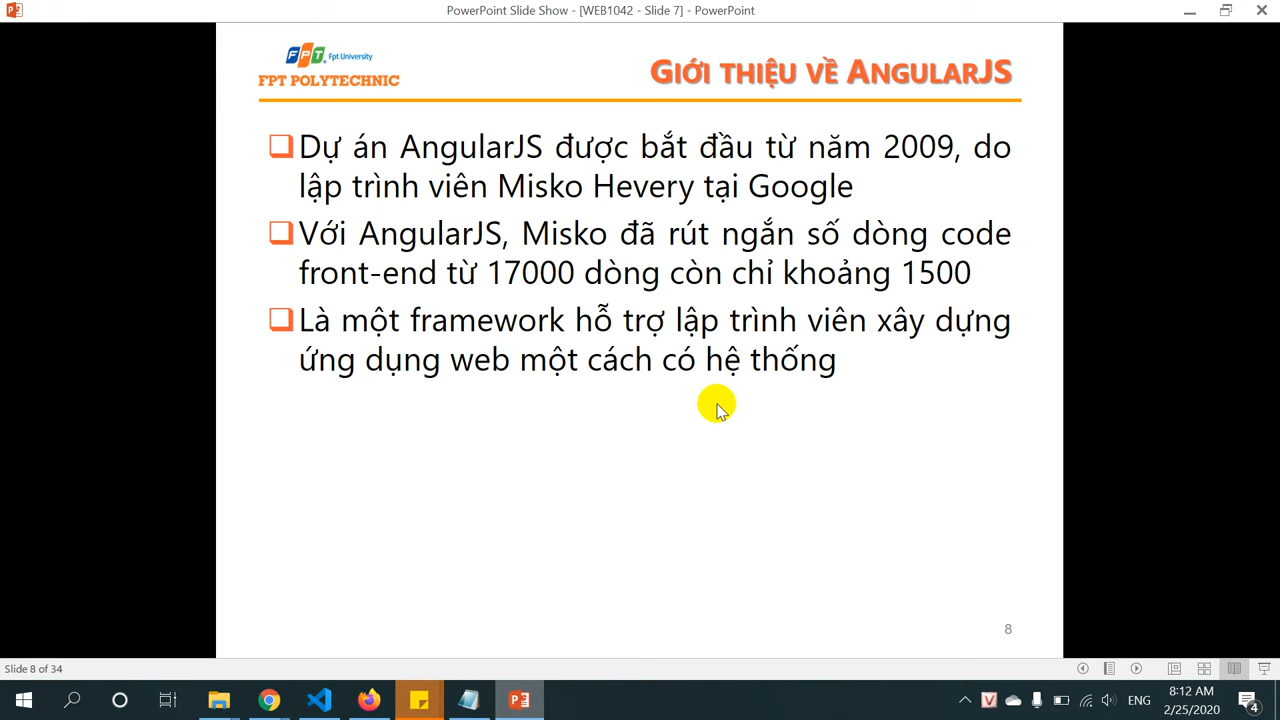 PowerPoint Slide Show - [WEB1042 - Slide 7] - PowerPoint
FPT. Fpt University
FPT POLYTECHNIC
GIỚI THIỆU VỀ ANGULARJS
Dự án AngularJS được bắt đầu từ năm 2009, do
lập trình viên Misko Hevery tại Google
Với AngularJS, Misko đã rút ngắn số dòng code
front-end từ 17000 dòng còn chỉ khoảng 1500
Là một framework hỗ trợ lập trình viên xây dựng
ứng dụng web một cách có hệ thống
8
Slide 8 of 34
ENG
8:12 AM
2/25/2020
4